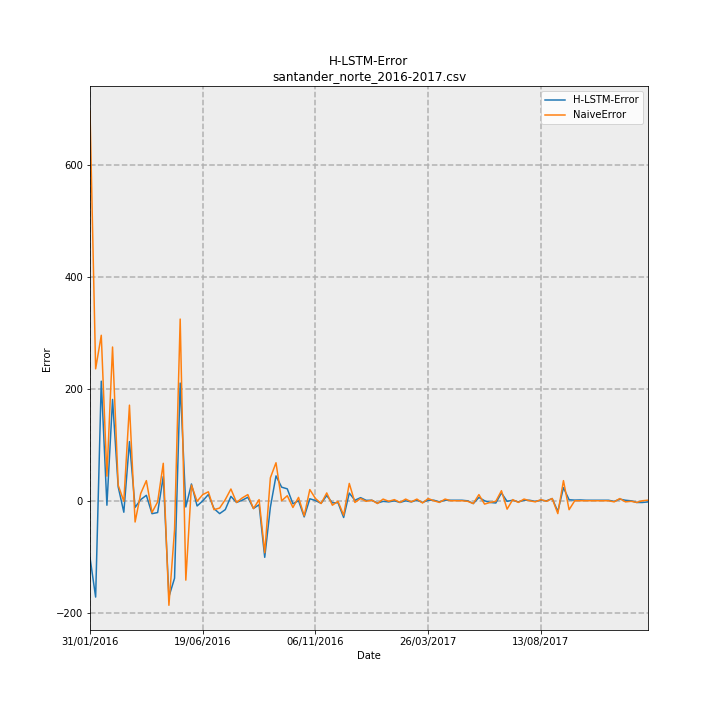 H-LSTM-Error
santander_norte_2016-2017.csv
H-LSTM-Error
NaiveError
600
400
200
0
−200
Error
31/01/2016 19/06/2016 06/11/2016 26/03/2017 13/08/2017
Date